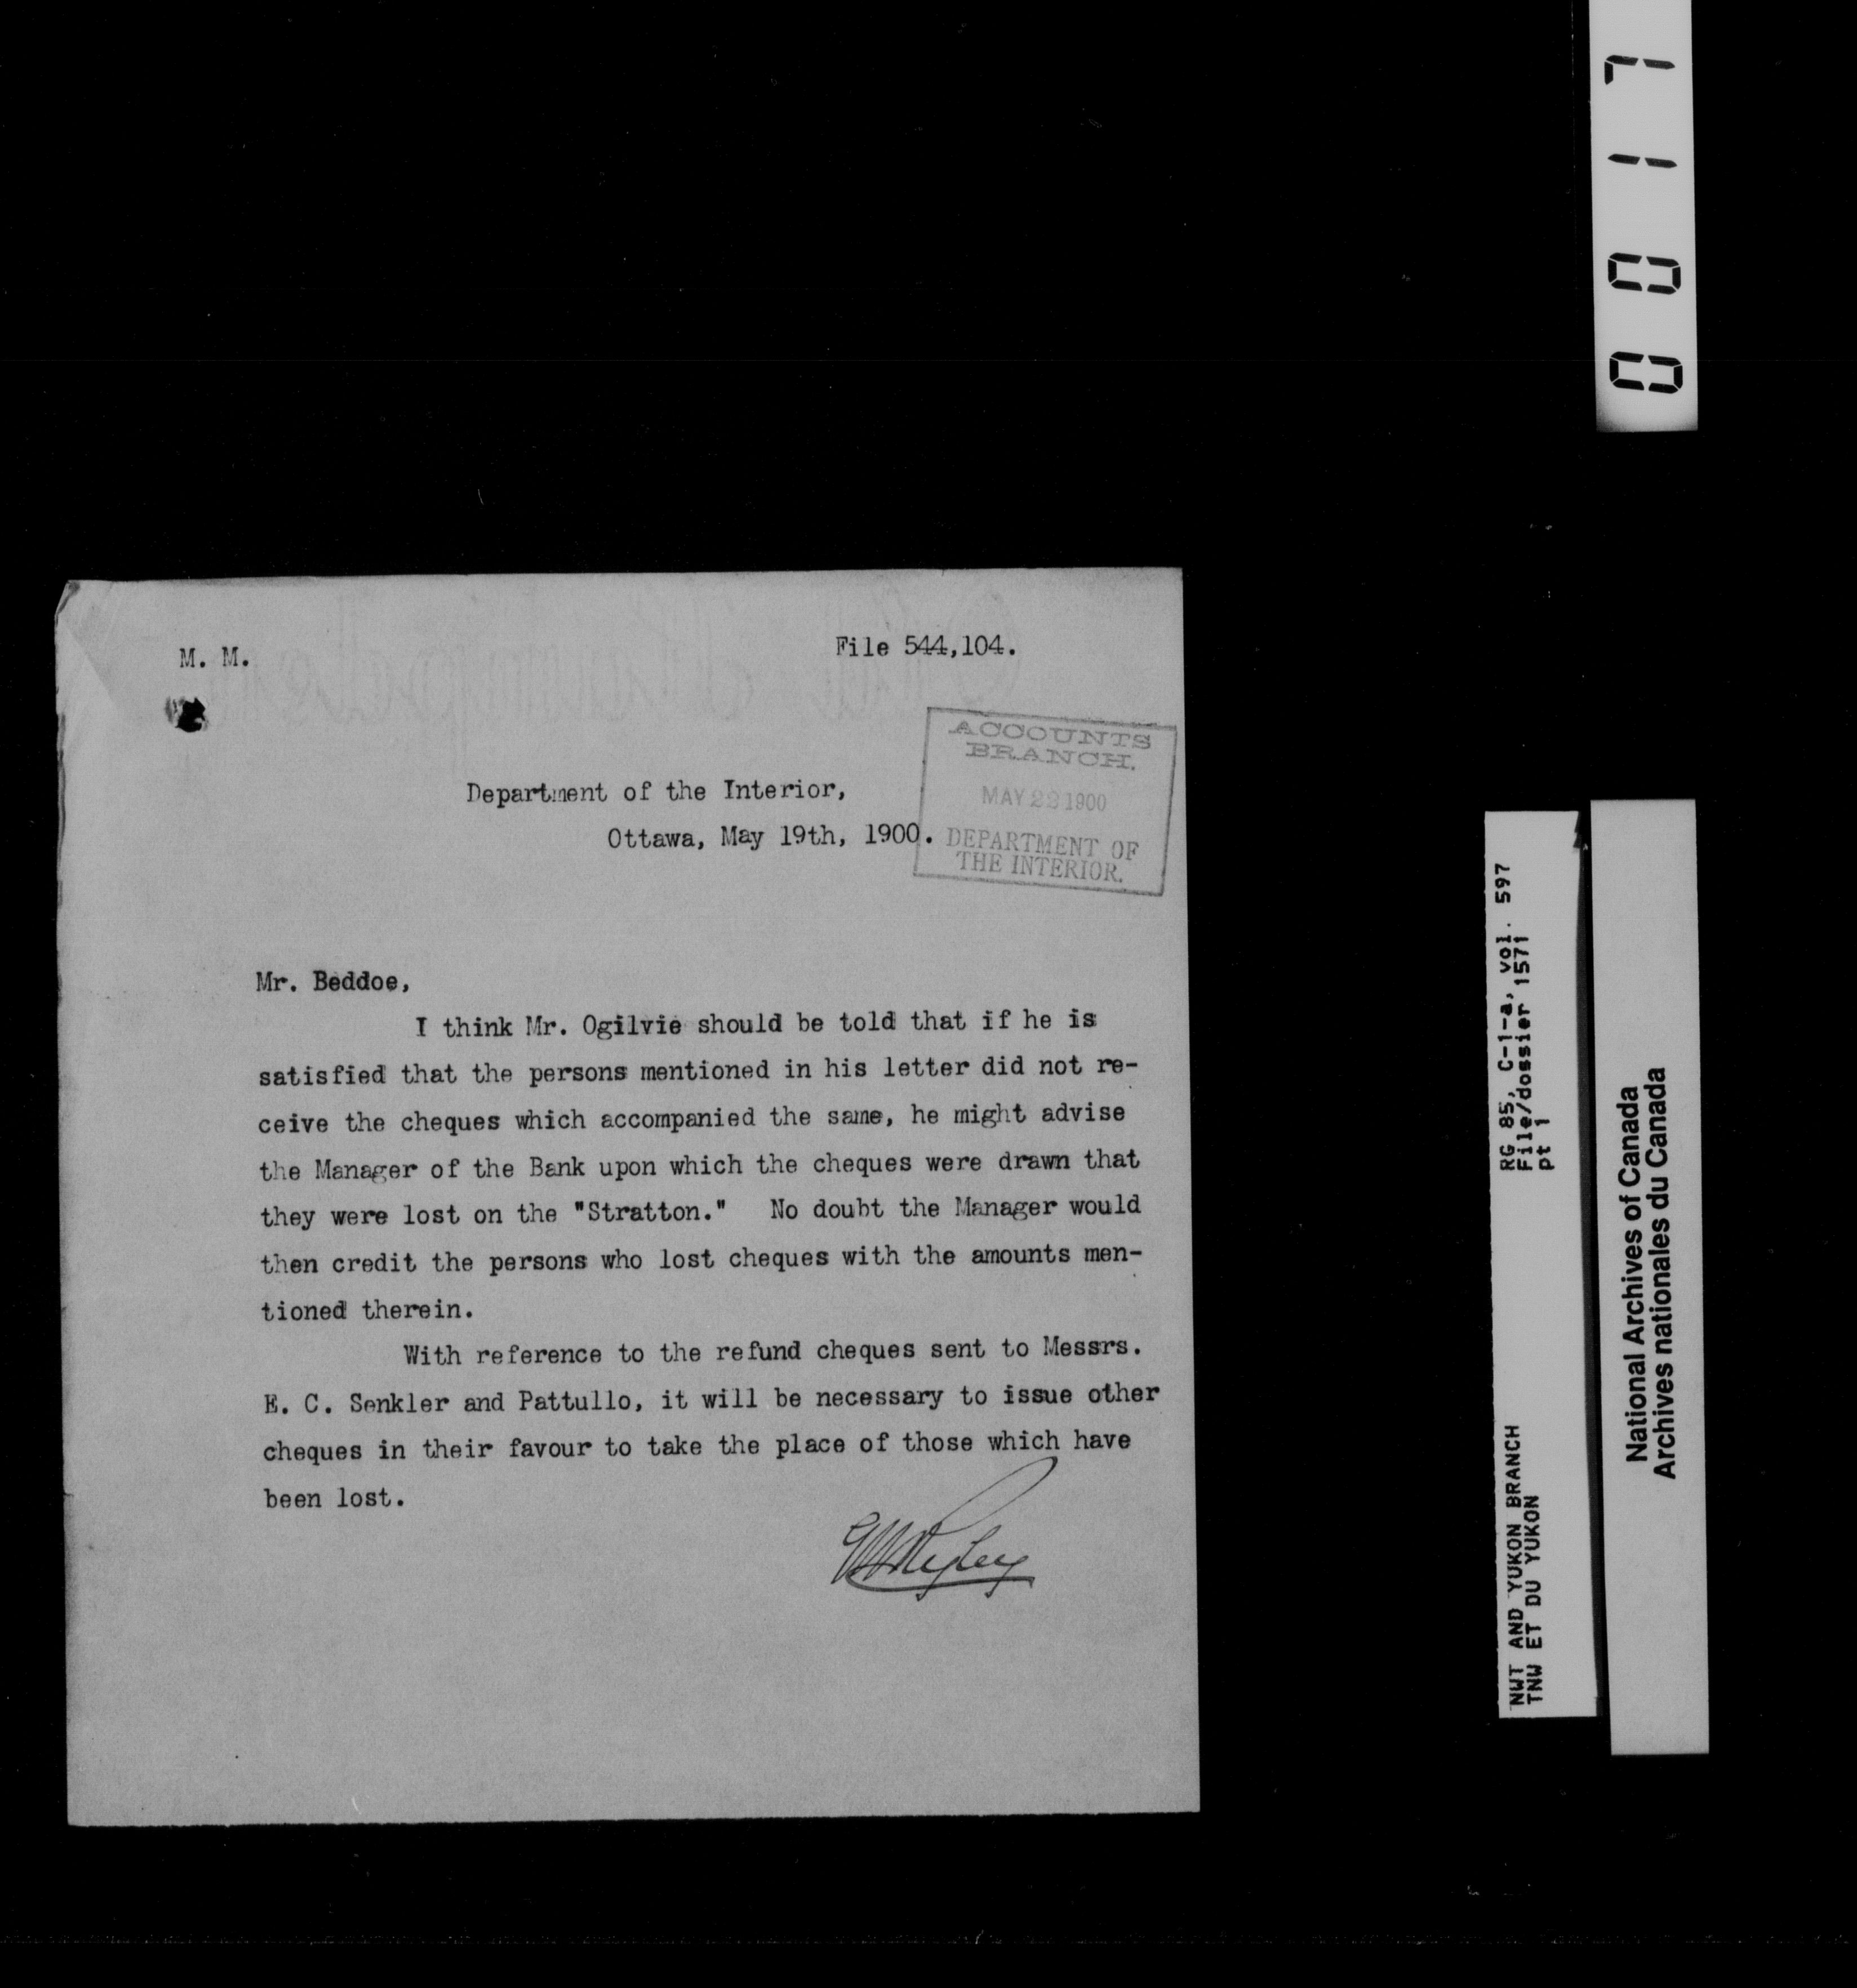 M. M.
File 544,104.
ACCOUNTS
BRANCH.
MAY 1900
DEPARTMENT OF
THE INTERIOR.
Department of the Interior,
Ottawa, May 19th, 1900.
Mr. Beddoe,
I think Mr. Ogilvie should be told that if he is
satisfied that the persons mentioned in his letter did not re-
ceive the cheques which accompanied the same, he might advise
the Manager of the Bank upon which the cheques were drawn that
they were lost on the "Stratton." No doubt the Manager would
then credit the persons who lost cheques with the amounts men-
tioned therein.
With reference to the refund cheques sent to Messrs.
E. C. Senkler and Pattullo, it will be necessary to issue other
cheques in their favour to take the place of those which have
been lost.
00117
RG 85, C-1-a, vol. 597
File/dossier 1571
pt 1
NWT AND YUKON BRANCH
TNW ET DU YUKON
National Archives of Canada
Archives nationales du Canada